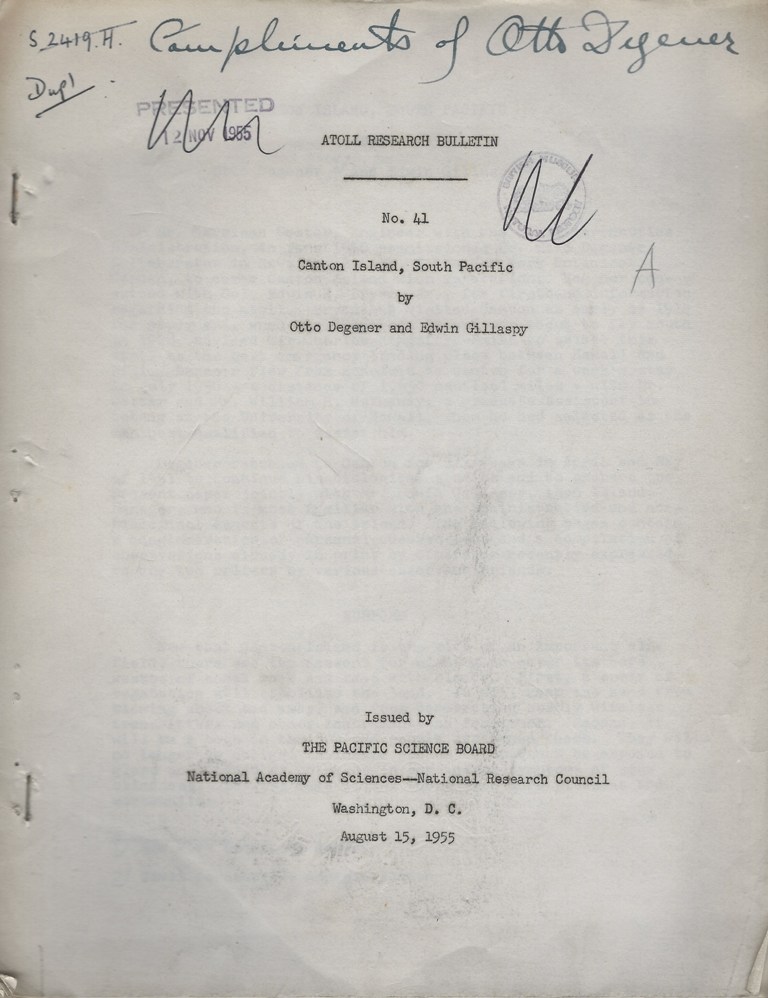 S. 2419. H. Compliments of Otto Degener
Dupl
PRESENTED
12 NOV 1955
ATOLL RESEARCH BULLETIN
No. 41
A
Canton Island, South Pacific
by
Otto Degener and Edwin Gillaspy
Issued by
THE PACIFIC SCIENCE BOARD
National Academy of Sciences—National Research Council
Washington, D. C.
August 15, 1955